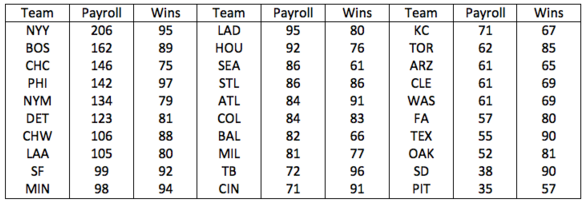 Team Payroll Wins Team Payroll Wins Team Payroll Wins
NYY 206 95 LAD 95 80 KC 71 67
BOS 162 89 HOU 92 76 TOR 62 85
CHC 146 75 SEA 86 61 ARZ 61 65
PHI 142 97 STL 86 86 CLE 61 69
NYM 134 79 ATL 84 91 WAS 61 69
DET 123 81 COL 84 83 FA 57 80
CHW 106 88 BAL 82 66 TEX 55 90
LAA 105 80 MIL 81 77 OAK 52 81
SF 99 92 TB 72 96 SD 38 90
MIN 98 94 CIN 71 91 PIT 35 57